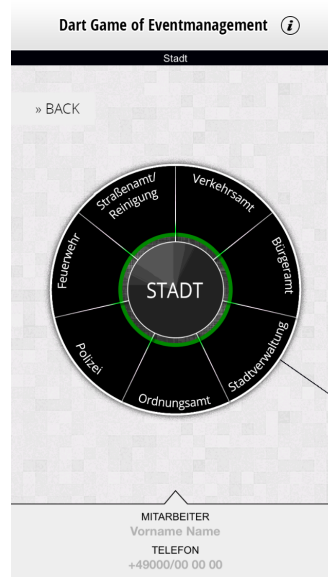 Dart Game of Eventmanagement i
Stadt
» BACK
Straßenamt/
Reinigung
Verkehrsamt
Feuerwehr
Bürgeramt
STADT
Polizei
Stadtverwaltung
Ordnungsamt
MITARBEITER
Vorname Name
TELEFON
+49000/00 00 00